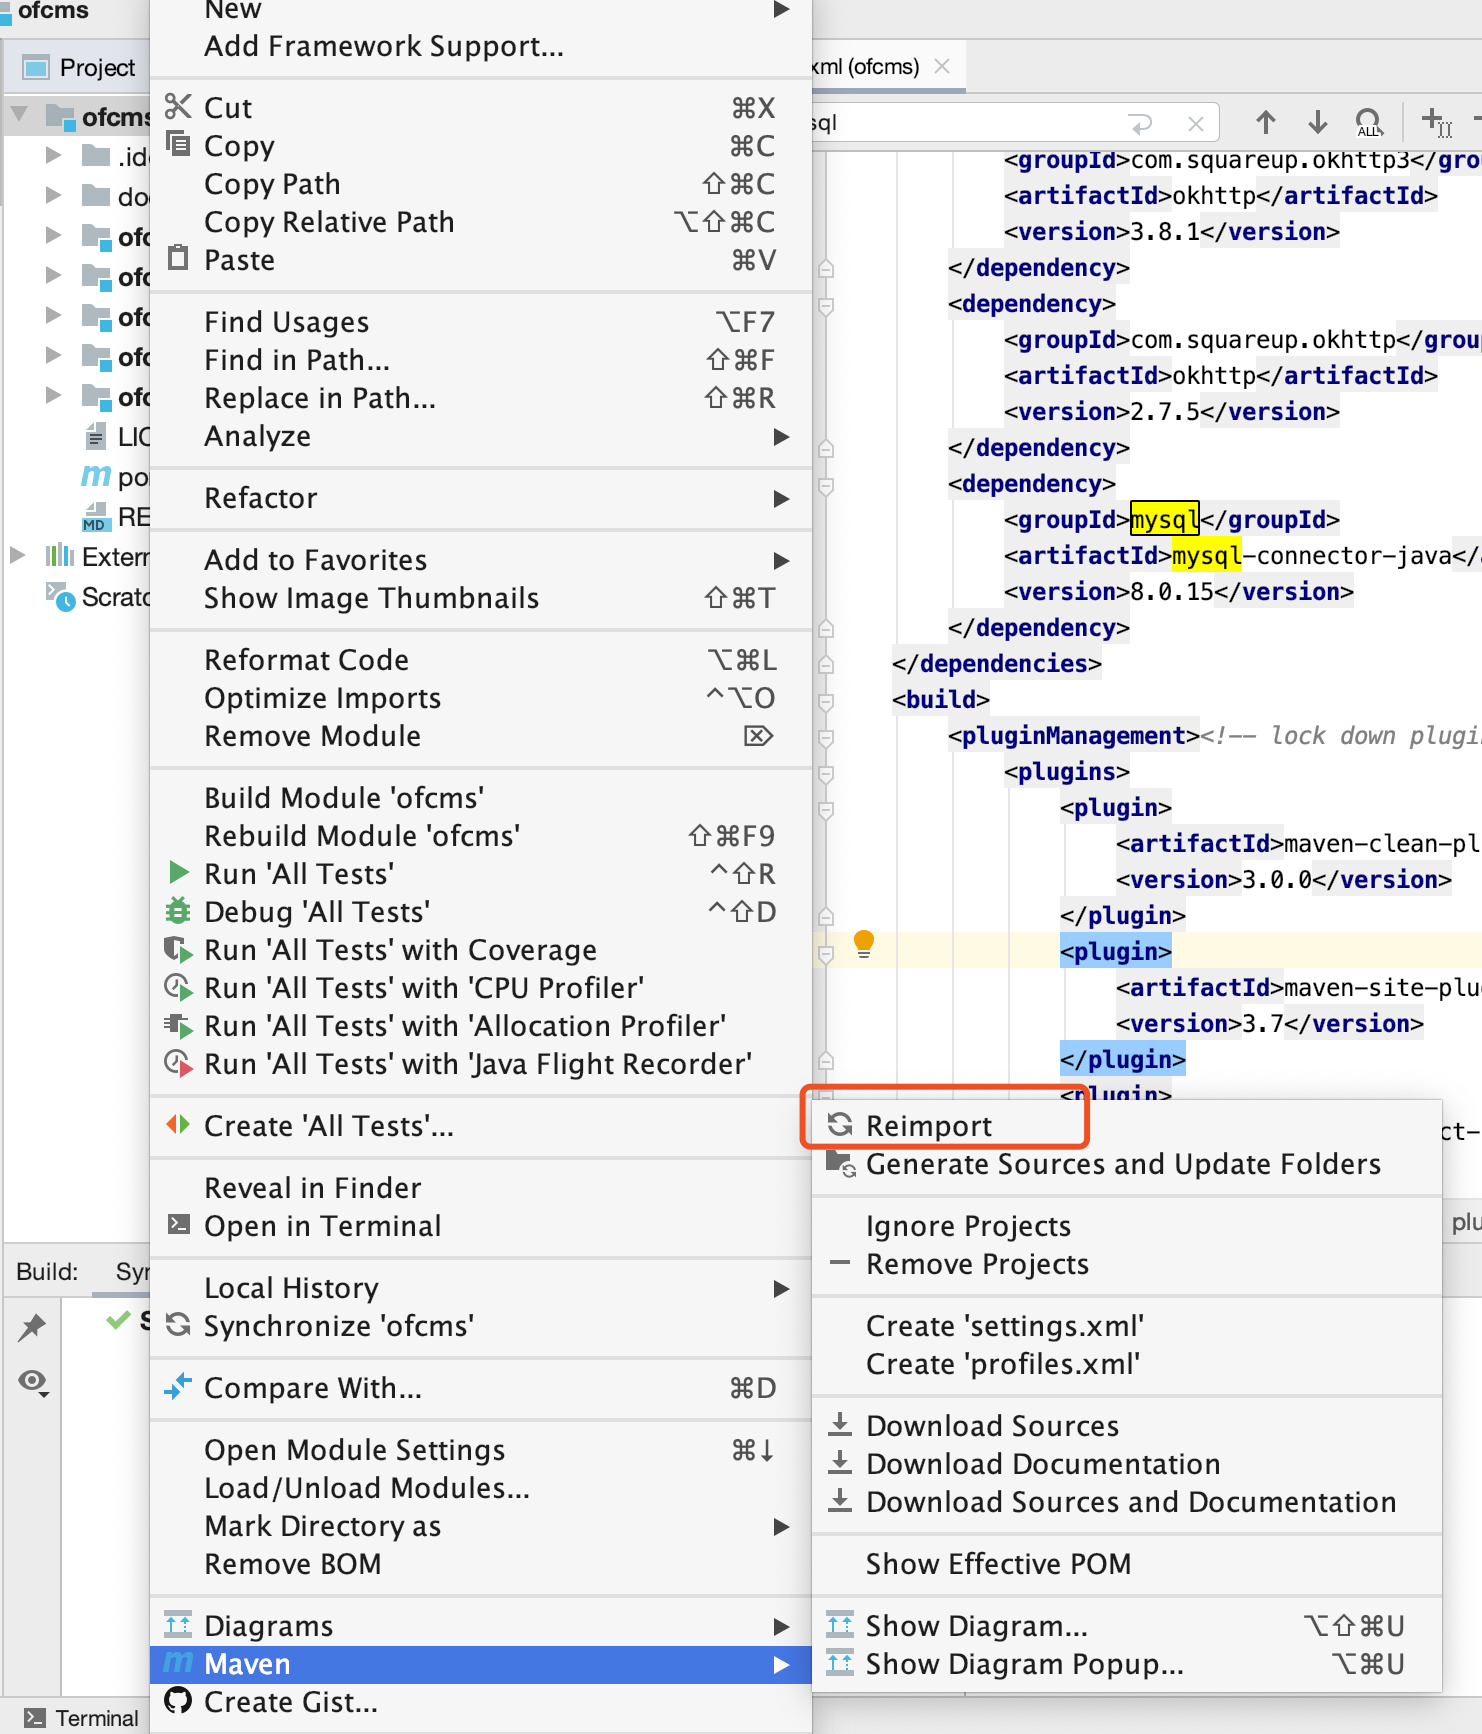 ofcms
Project
ofcms
.id
do
ofc
ofc
ofc
ofc
ofc
LIC
po
RE
MD
Extern
Scratc
New
Add Framework Support...
Cut ⌘X
Copy ⌘C
Copy Path ⇧⌘C
Copy Relative Path ⌥⇧⌘C
Paste ⌘V
Find Usages ⌥F7
Find in Path... ⇧⌘F
Replace in Path... ⇧⌘R
Analyze
Refactor
Add to Favorites
Show Image Thumbnails ⇧⌘T
Reformat Code ⌥⌘L
Optimize Imports ^⌥O
Remove Module ⌦
Build Module 'ofcms'
Rebuild Module 'ofcms' ⇧⌘F9
Run 'All Tests' ^⇧R
Debug 'All Tests' ^⇧D
Run 'All Tests' with Coverage
Run 'All Tests' with 'CPU Profiler'
Run 'All Tests' with 'Allocation Profiler'
Run 'All Tests' with 'Java Flight Recorder'
Create 'All Tests'...
Reveal in Finder
Open in Terminal
Local History
Synchronize 'ofcms'
Compare With... ⌘D
Open Module Settings ⌘↓
Load/Unload Modules...
Mark Directory as
Remove BOM
Diagrams
Maven
Create Gist...
xml (ofcms)
sql
ALL
<groupId>com.squareup.okhttp3</gro
<artifactId>okhttp</artifactId>
<version>3.8.1</version>
</dependency>
<dependency>
<groupId>com.squareup.okhttp</grou
<artifactId>okhttp</artifactId>
<version>2.7.5</version>
</dependency>
<dependency>
<groupId>mysql</groupId>
<artifactId>mysql-connector-java</a
<version>8.0.15</version>
</dependency>
</dependencies>
<build>
<pluginManagement><!-- lock down plugin
<plugins>
<plugin>
<artifactId>maven-clean-pl
<version>3.0.0</version>
</plugin>
<plugin>
<artifactId>maven-site-plu
<version>3.7</version>
</plugin>
<plugin>
ct-
plu
Reimport
Generate Sources and Update Folders
Ignore Projects
Remove Projects
Create 'settings.xml'
Create 'profiles.xml'
Download Sources
Download Documentation
Download Sources and Documentation
Show Effective POM
Show Diagram... ⌥⇧⌘U
Show Diagram Popup... ⌥⌘U
Build: Syn
S
Terminal